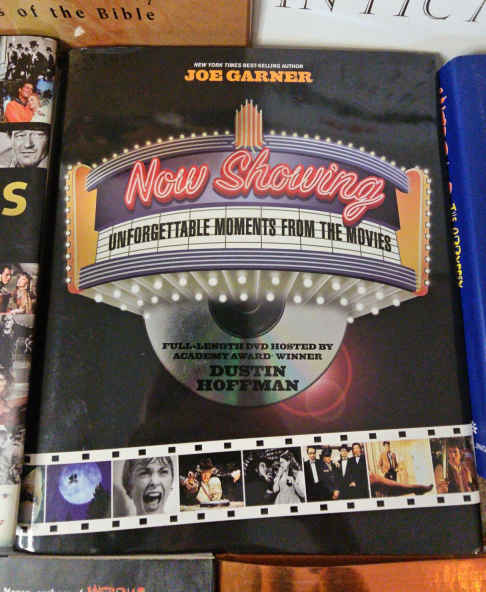 s of the Bible
NEW YORK TIMES BEST-SELLING AUTHOR
JOE GARNER
Now Showing
UNFORGETTABLE MOMENTS FROM THE MOVIES
FULL-LENGTH DVD HOSTED BY
ACADEMY AWARD WINNER
DUSTIN
HOFFMAN
S